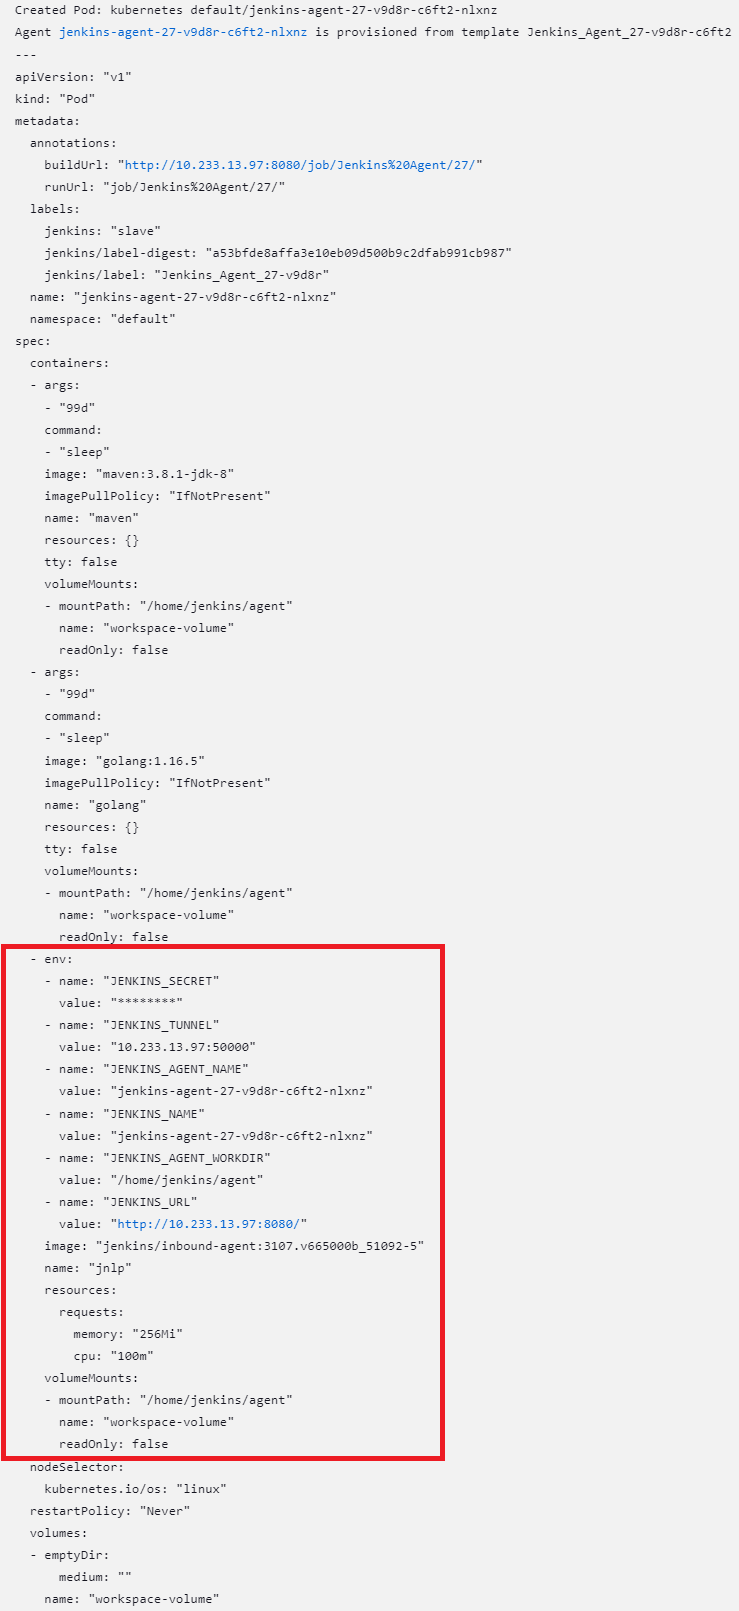 Created Pod: kubernetes default/jenkins-agent-27-v9d8r-c6ft2-nlxnz
Agent jenkins-agent-27-v9d8r-c6ft2-nlxnz is provisioned from template Jenkins_Agent_27-v9d8r-c6ft2
---
apiVersion: "v1"
kind: "Pod"
metadata:
  annotations:
    buildUrl: "http://10.233.13.97:8080/job/Jenkins%20Agent/27/"
    runUrl: "job/Jenkins%20Agent/27/"
  labels:
    jenkins: "slave"
    jenkins/label-digest: "a53bfde8affa3e10eb09d500b9c2dfab991cb987"
    jenkins/label: "Jenkins_Agent_27-v9d8r"
  name: "jenkins-agent-27-v9d8r-c6ft2-nlxnz"
  namespace: "default"
spec:
  containers:
  - args:
    - "99d"
    command:
    - "sleep"
    image: "maven:3.8.1-jdk-8"
    imagePullPolicy: "IfNotPresent"
    name: "maven"
    resources: {}
    tty: false
    volumeMounts:
    - mountPath: "/home/jenkins/agent"
      name: "workspace-volume"
      readOnly: false
  - args:
    - "99d"
    command:
    - "sleep"
    image: "golang:1.16.5"
    imagePullPolicy: "IfNotPresent"
    name: "golang"
    resources: {}
    tty: false
    volumeMounts:
    - mountPath: "/home/jenkins/agent"
      name: "workspace-volume"
      readOnly: false
  - env:
    - name: "JENKINS_SECRET"
      value: "********"
    - name: "JENKINS_TUNNEL"
      value: "10.233.13.97:50000"
    - name: "JENKINS_AGENT_NAME"
      value: "jenkins-agent-27-v9d8r-c6ft2-nlxnz"
    - name: "JENKINS_NAME"
      value: "jenkins-agent-27-v9d8r-c6ft2-nlxnz"
    - name: "JENKINS_AGENT_WORKDIR"
      value: "/home/jenkins/agent"
    - name: "JENKINS_URL"
      value: "http://10.233.13.97:8080/"
    image: "jenkins/inbound-agent:3107.v665000b_51092-5"
    name: "jnlp"
    resources:
      requests:
        memory: "256Mi"
        cpu: "100m"
    volumeMounts:
    - mountPath: "/home/jenkins/agent"
      name: "workspace-volume"
      readOnly: false
  nodeSelector:
    kubernetes.io/os: "linux"
  restartPolicy: "Never"
  volumes:
  - emptyDir:
      medium: ""
    name: "workspace-volume"